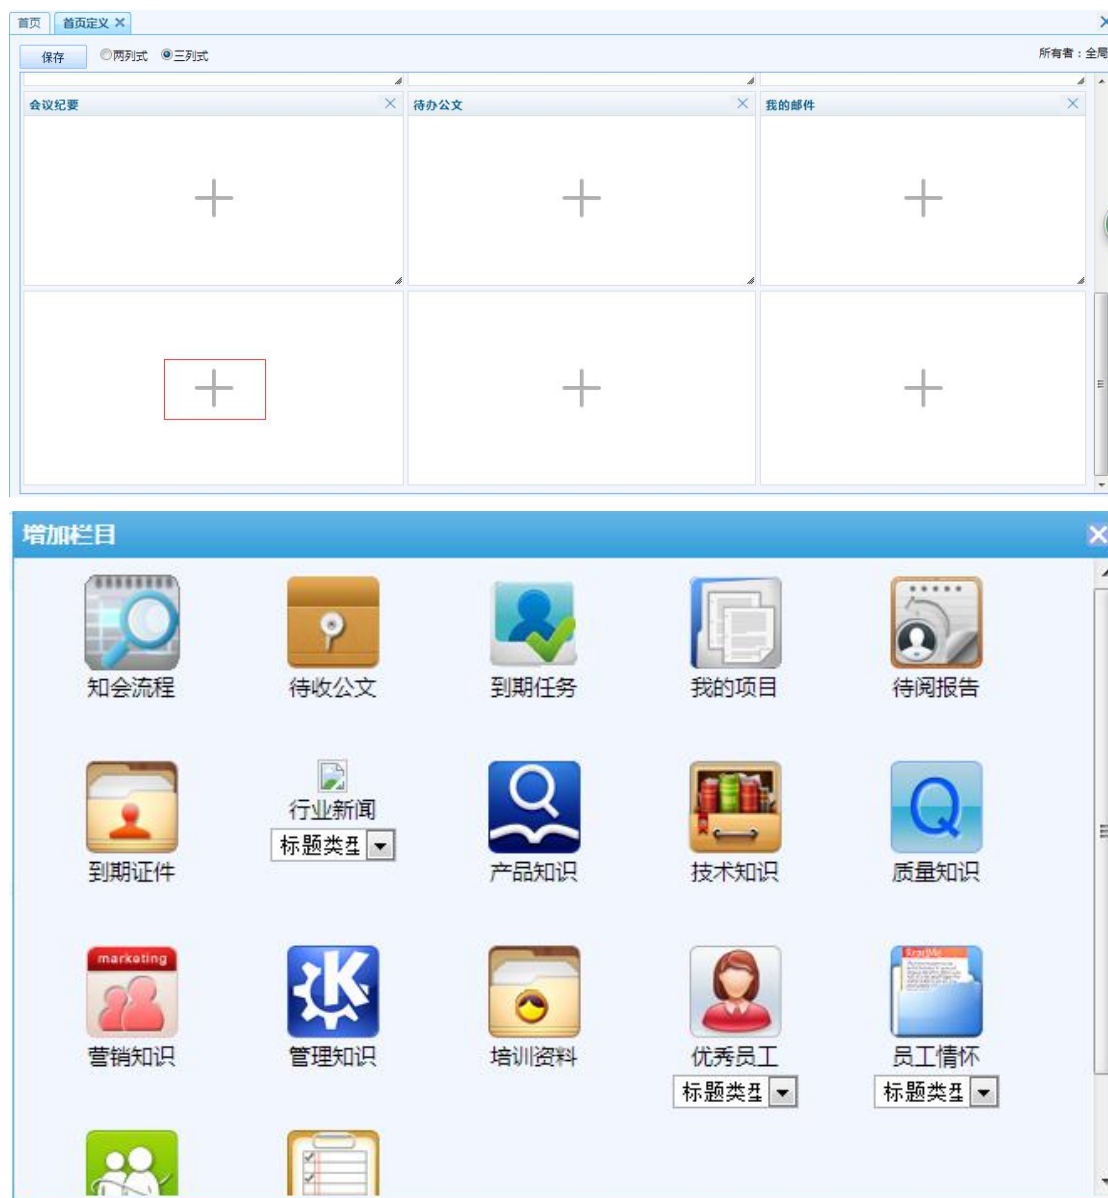 首页 首页定义
保存 两列式 三列式 所有者：全局
会议纪要 待办公文 我的邮件
增加栏目
知会流程 待收公文 到期任务 我的项目 待阅报告
行业新闻
标题类型
到期证件 产品知识 技术知识 质量知识
marketing
营销知识 管理知识 培训资料 优秀员工 员工情怀
标题类型 标题类型